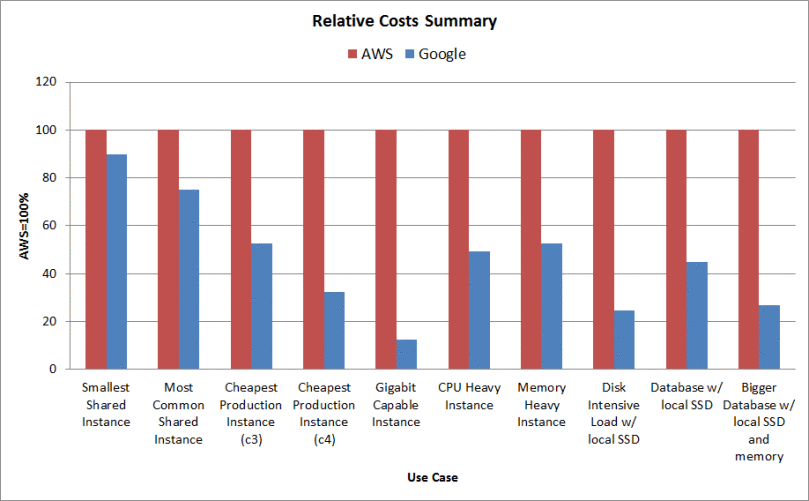 Relative Costs Summary
AWS Google
120
100
80
60
40
20
0
AWS=100%
Smallest
Shared
Instance
Most
Common
Shared
Instance
Cheapest
Production
Instance
(c3)
Cheapest
Production
Instance
(c4)
Gigabit
Capable
Instance
CPU Heavy
Instance
Memory
Heavy
Instance
Disk
Intensive
Load w/
local SSD
Database w/
local SSD
Bigger
Database w/
local SSD
and
memory
Use Case